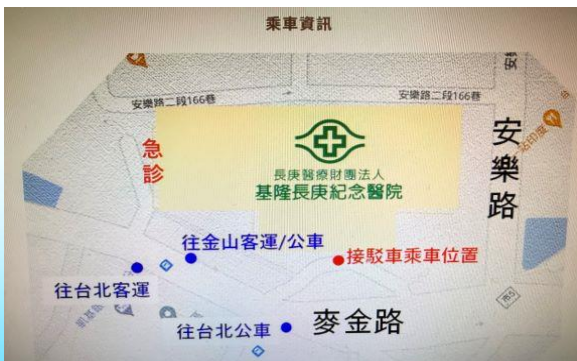 乘車資訊
安樂路二段166巷
安樂路二段166巷
急診
長庚醫療財團法人
基隆長庚紀念醫院
安樂路
往金山客運/公車
接駁車乘車位置
往台北客運
往台北公車
麥金路
市5